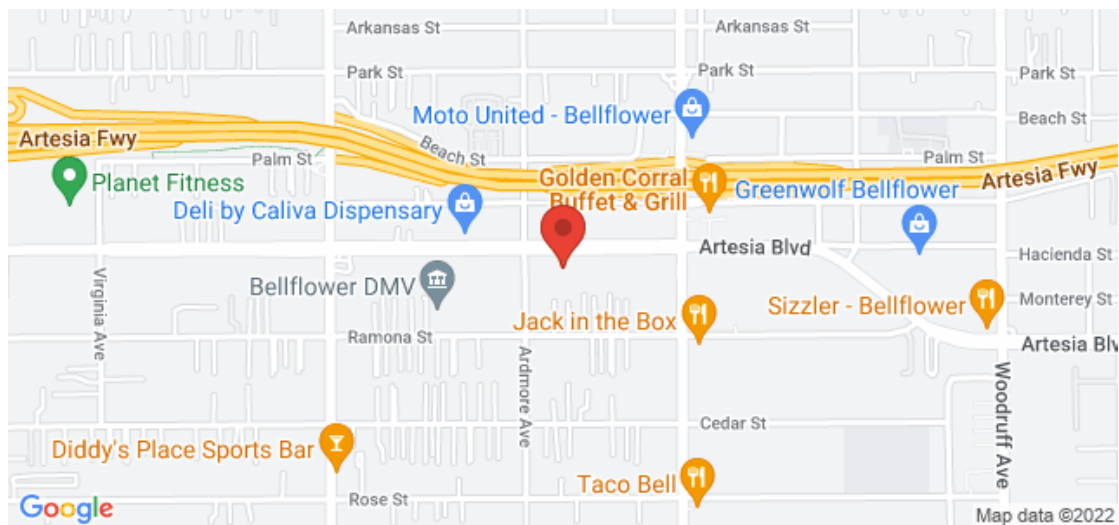 Arkansas St
Arkansas St
Park St
Park St
Park St
Moto United - Bellflower
Beach St
Artesia Fwy
Beach St
Palm St
Palm St
Artesia Fwy
Planet Fitness
Golden Corral
Buffet & Grill
Greenwolf Bellflower
Deli by Caliva Dispensary
Artesia Blvd
Hacienda St
Virginia Ave
Bellflower DMV
Sizzler - Bellflower
Monterey St
Jack in the Box
Ramona St
Artesia Blv
Ardmore Ave
Woodruff Ave
Cedar St
Diddy's Place Sports Bar
Taco Bell
Rose St
Google
Map data ©2022